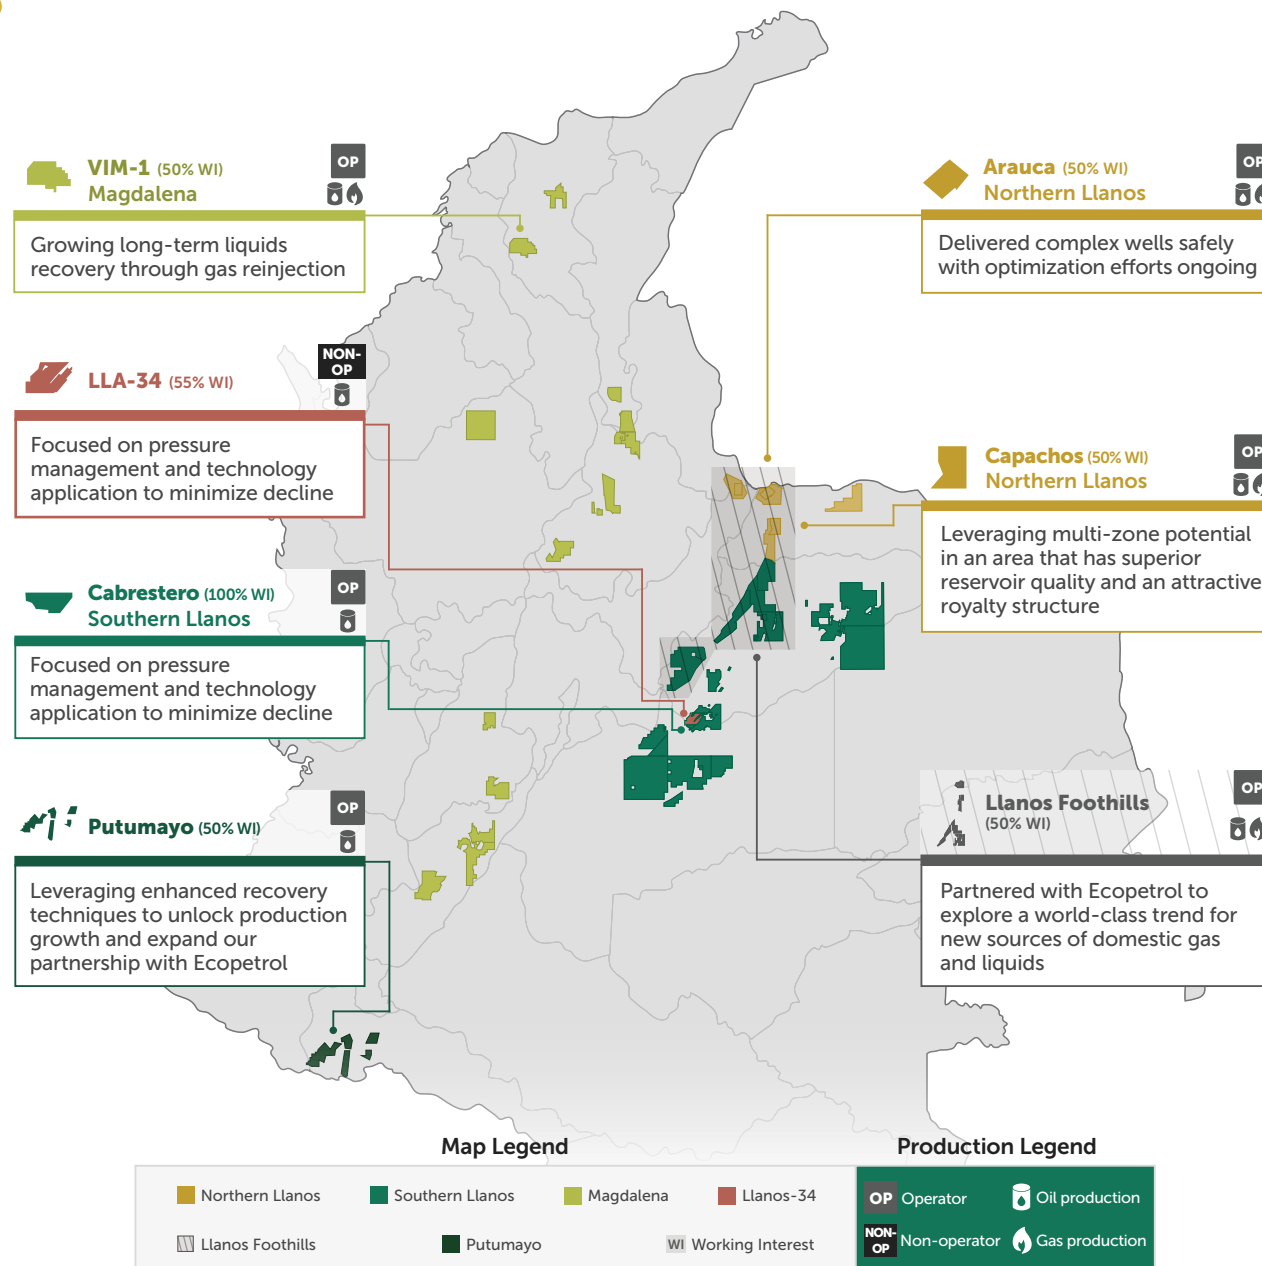 VIM-1 (50% WI)
Magdalena
OP
Growing long-term liquids
recovery through gas reinjection
LLA-34 (55% WI)
NON-
OP
Focused on pressure
management and technology
application to minimize decline
Cabrestero (100% WI)
Southern Llanos
OP
Focused on pressure
management and technology
application to minimize decline
Putumayo (50% WI)
OP
Leveraging enhanced recovery
techniques to unlock production
growth and expand our
partnership with Ecopetrol
Arauca (50% WI)
Northern Llanos
OP
Delivered complex wells safely
with optimization efforts ongoing
Capachos (50% WI)
Northern Llanos
OP
Leveraging multi-zone potential
in an area that has superior
reservoir quality and an attractive
royalty structure
Llanos Foothills
(50% WI)
OP
Partnered with Ecopetrol to
explore a world-class trend for
new sources of domestic gas
and liquids
Map Legend
Northern Llanos
Southern Llanos
Magdalena
Llanos-34
Llanos Foothills
Putumayo
WI Working Interest
Production Legend
OP Operator
Oil production
NON-
OP Non-operator
Gas production